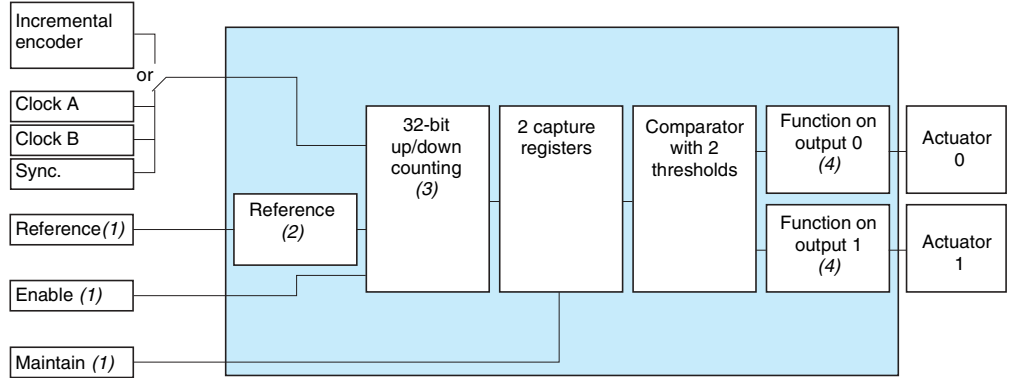 Incremental
encoder
or
Clock A
Clock B
Sync.
Reference(1)
Enable (1)
Maintain (1)
Reference
(2)
32-bit
up/down
counting
(3)
2 capture
registers
Comparator
with 2
thresholds
Function on
output 0
(4)
Function on
output 1
(4)
Actuator
0
Actuator
1